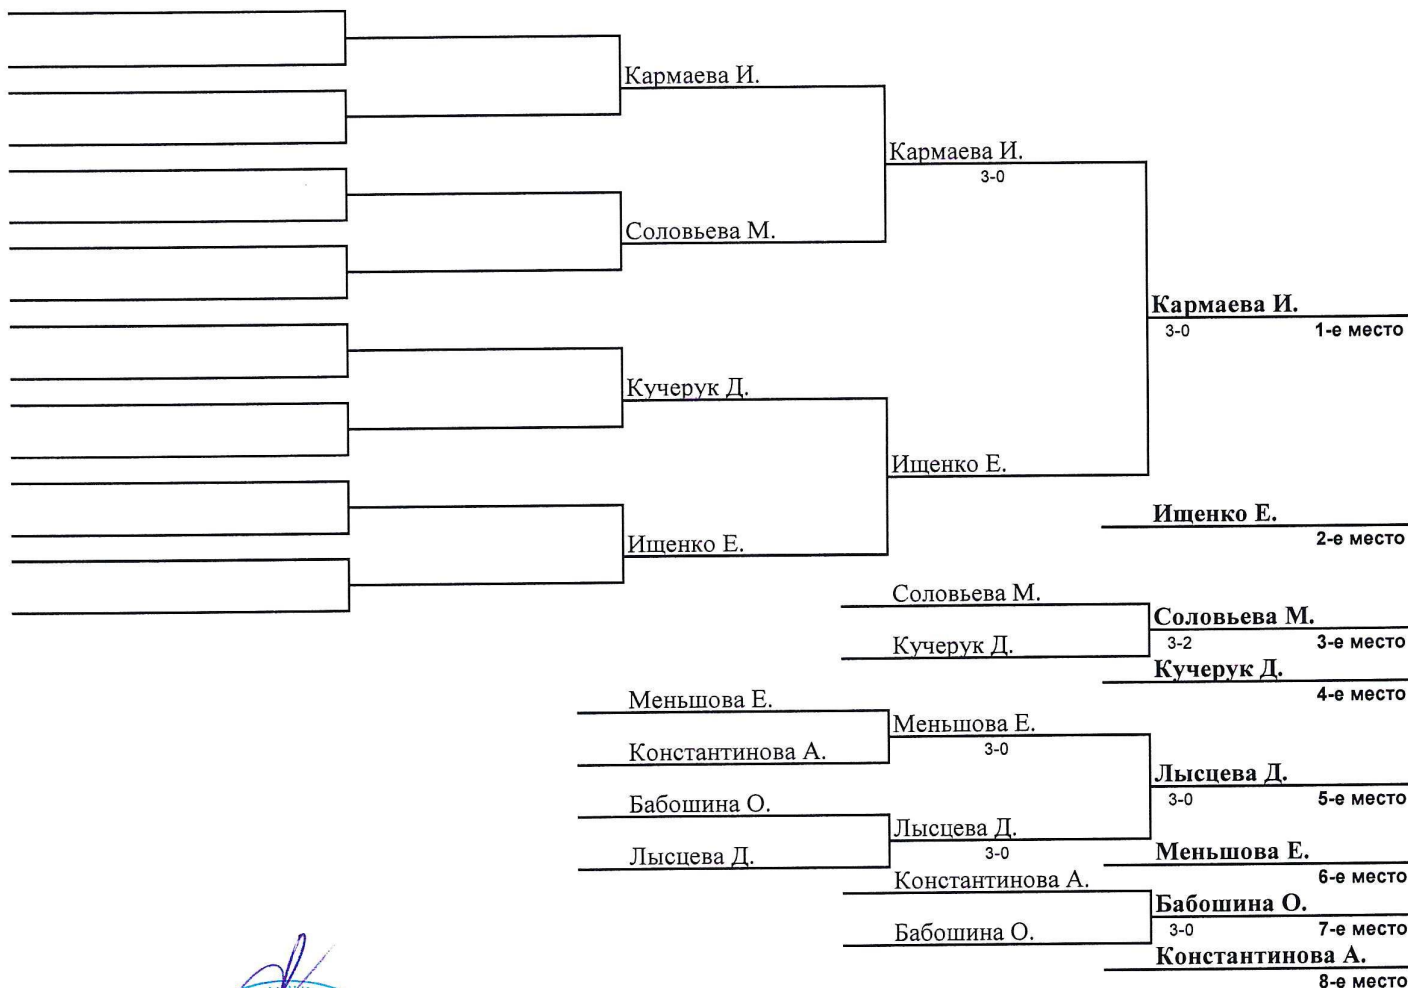 Кармаева И.
Кармаева И.
3-0
Соловьева М.
Кармаева И.
3-0 1-е место
Кучерук Д.
Ищенко Е.
Ищенко Е.
2-е место
Ищенко Е.
Соловьева М.
Соловьева М.
3-2 3-е место
Кучерук Д.
Кучерук Д.
4-е место
Меньшова Е.
Меньшова Е.
3-0
Константинова А.
Лысцева Д.
3-0 5-е место
Бабошина О.
Лысцева Д.
3-0
Лысцева Д.
Меньшова Е.
6-е место
Константинова А.
Бабошина О.
3-0 7-е место
Бабошина О.
Константинова А.
8-е место